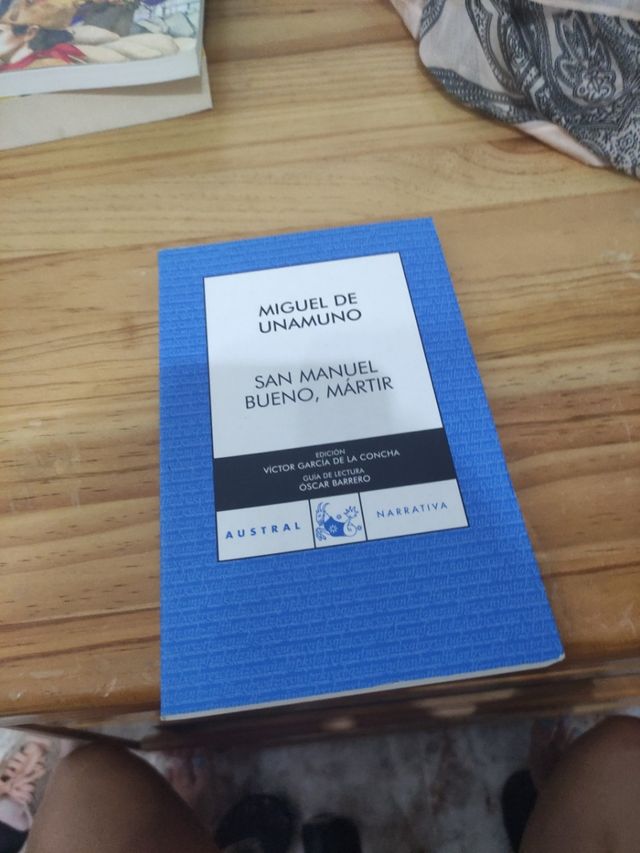 MIGUEL DE
UNAMUNO
SAN MANUEL
BUENO, MÁRTIR
EDICIÓN
VÍCTOR GARCÍA DE LA CONCHA
GUÍA DE LECTURA
ÓSCAR BARRERO
AUSTRAL
NARRATIVA